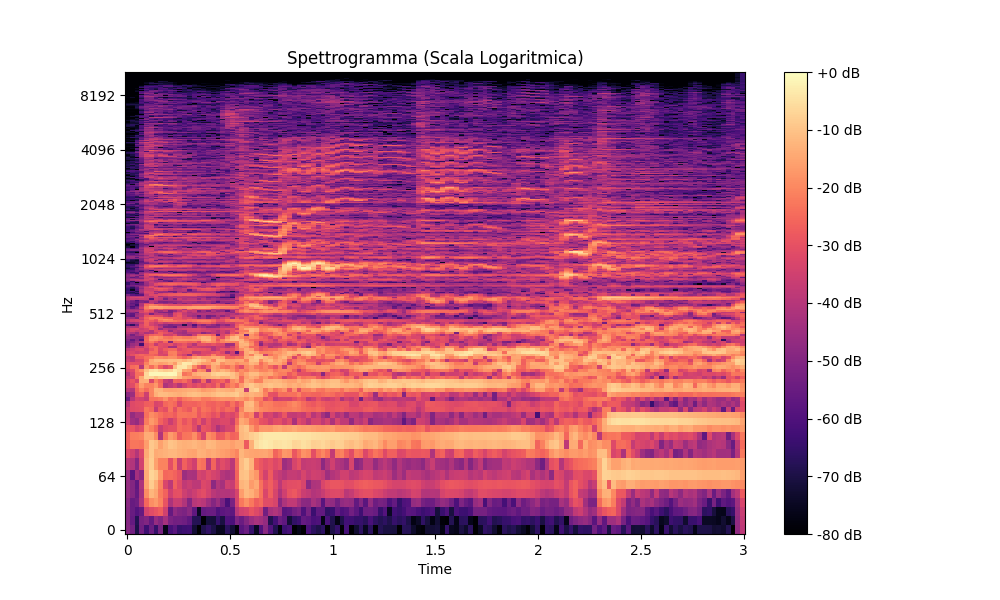 Spettrogramma (Scala Logaritmica)
Hz
8192
4096
2048
1024
512
256
128
64
0
0
0.5
1
1.5
2
2.5
3
Time
+0 dB
-10 dB
-20 dB
-30 dB
-40 dB
-50 dB
-60 dB
-70 dB
-80 dB